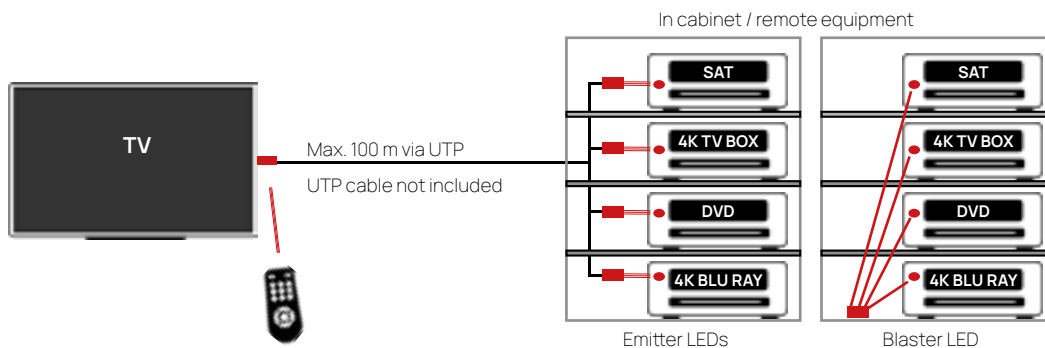 In cabinet / remote equipment
TV
Max. 100 m via UTP
UTP cable not included
SAT
4K TV BOX
DVD
4K BLU RAY
SAT
4K TV BOX
DVD
4K BLU RAY
Emitter LEDs
Blaster LED